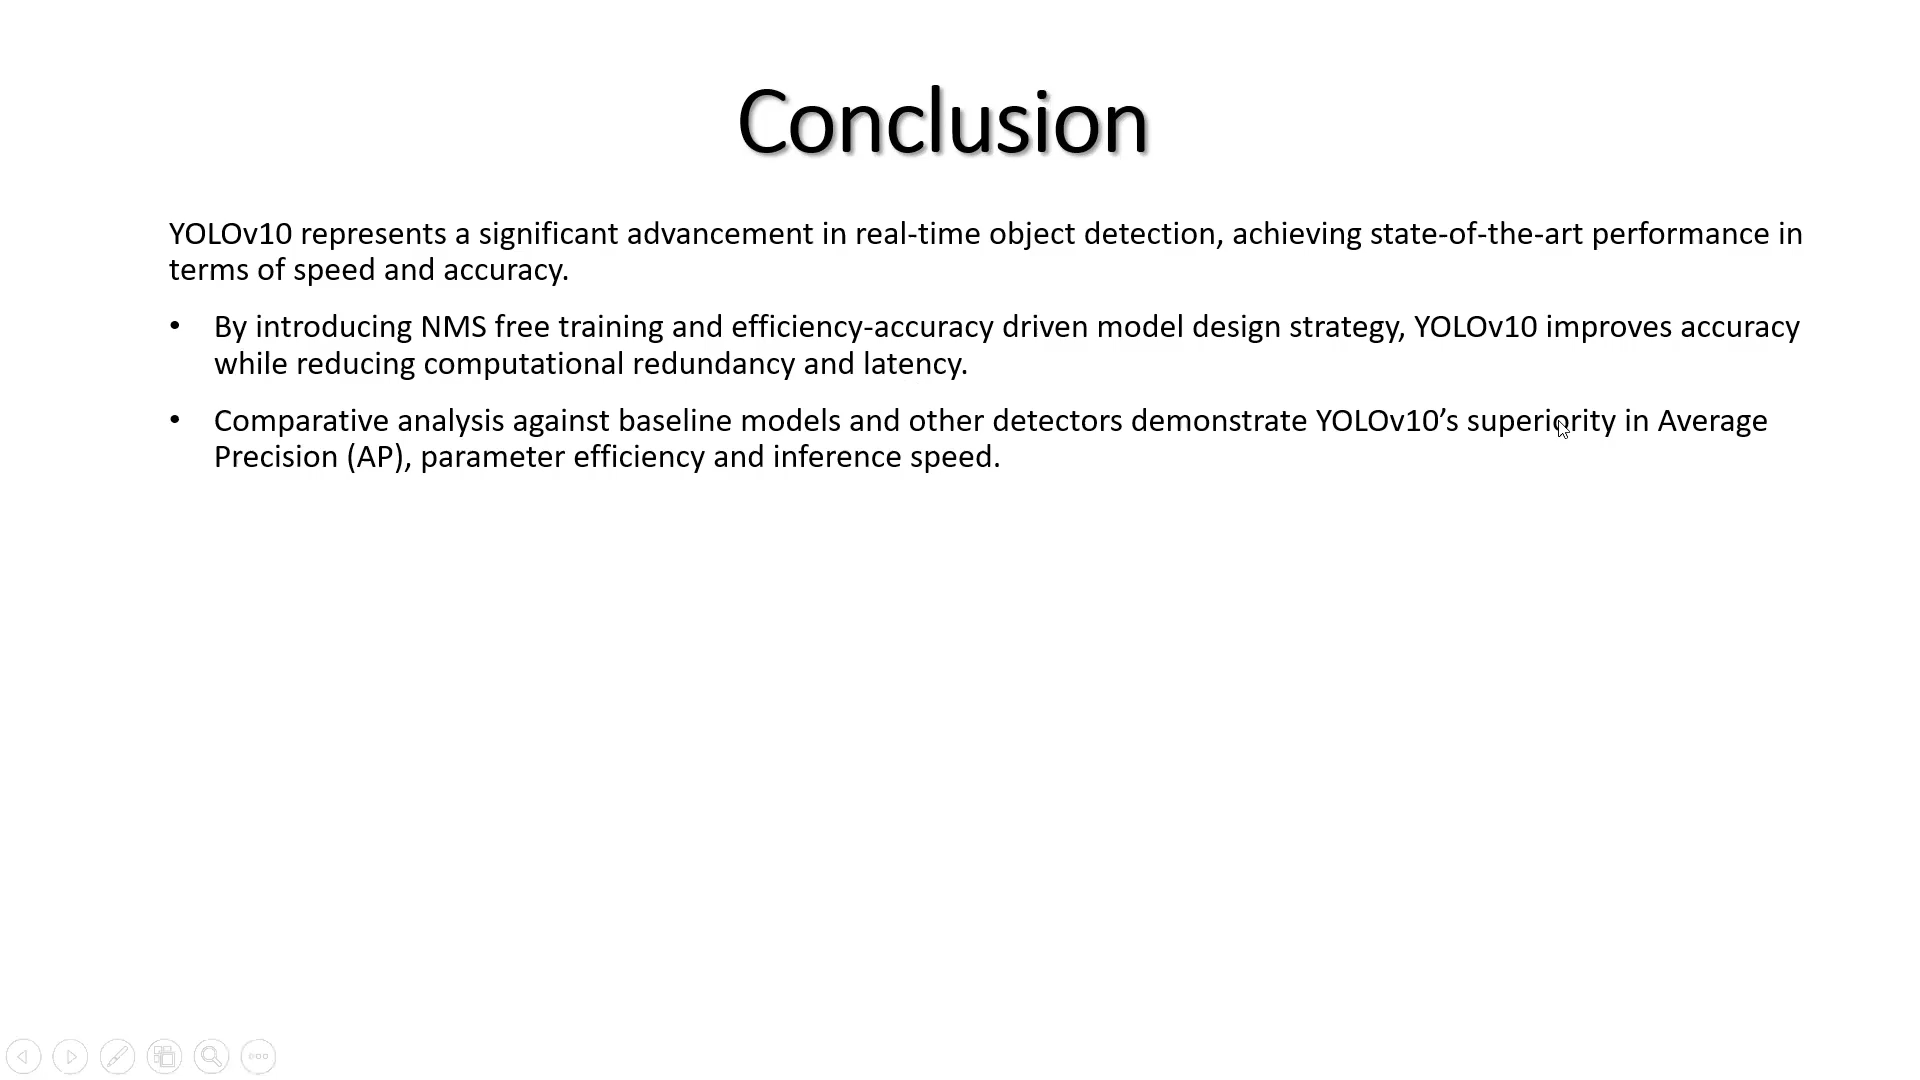 Conclusion
YOLOv10 represents a significant advancement in real-time object detection, achieving state-of-the-art performance in
terms of speed and accuracy.
• By introducing NMS free training and efficiency-accuracy driven model design strategy, YOLOv10 improves accuracy
while reducing computational redundancy and latency.
• Comparative analysis against baseline models and other detectors demonstrate YOLOv10’s superiority in Average
Precision (AP), parameter efficiency and inference speed.